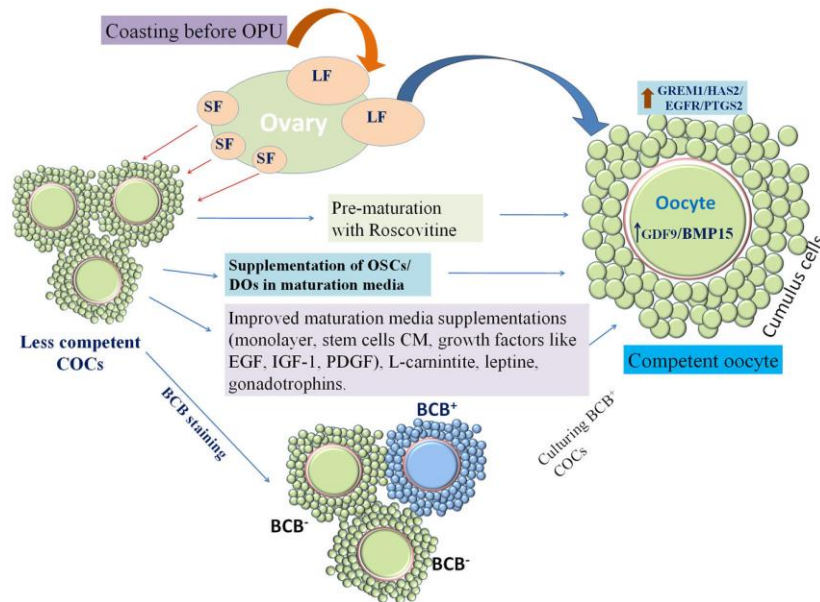 Coasting before OPU
LF
LF
SF
SF
SF
Ovary
GREM1/HAS2/
EGFR/PTGS2
Oocyte
GDF9/BMP15
Cumulus cells
Competent oocyte
Pre-maturation
with Roscovitine
Supplementation of OSCs/
DOs in maturation media
Improved maturation media supplementations
(monolayer, stem cells CM, growth factors like
EGF, IGF-1, PDGF), L-carnintite, leptine,
gonadotrophins.
Less competent
COCs
BCB staining
BCB⁺
BCB⁻
BCB⁻
Culturing BCB⁺
COCs